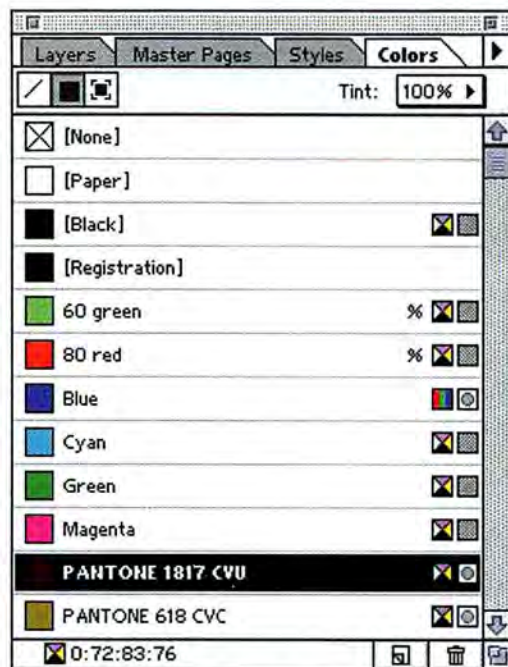 Layers Master Pages Styles Colors
Tint: 100%
[None]
[Paper]
[Black]
[Registration]
60 green %
80 red %
Blue
Cyan
Green
Magenta
PANTONE 1817 CVU
PANTONE 618 CVC
0:72:83:76